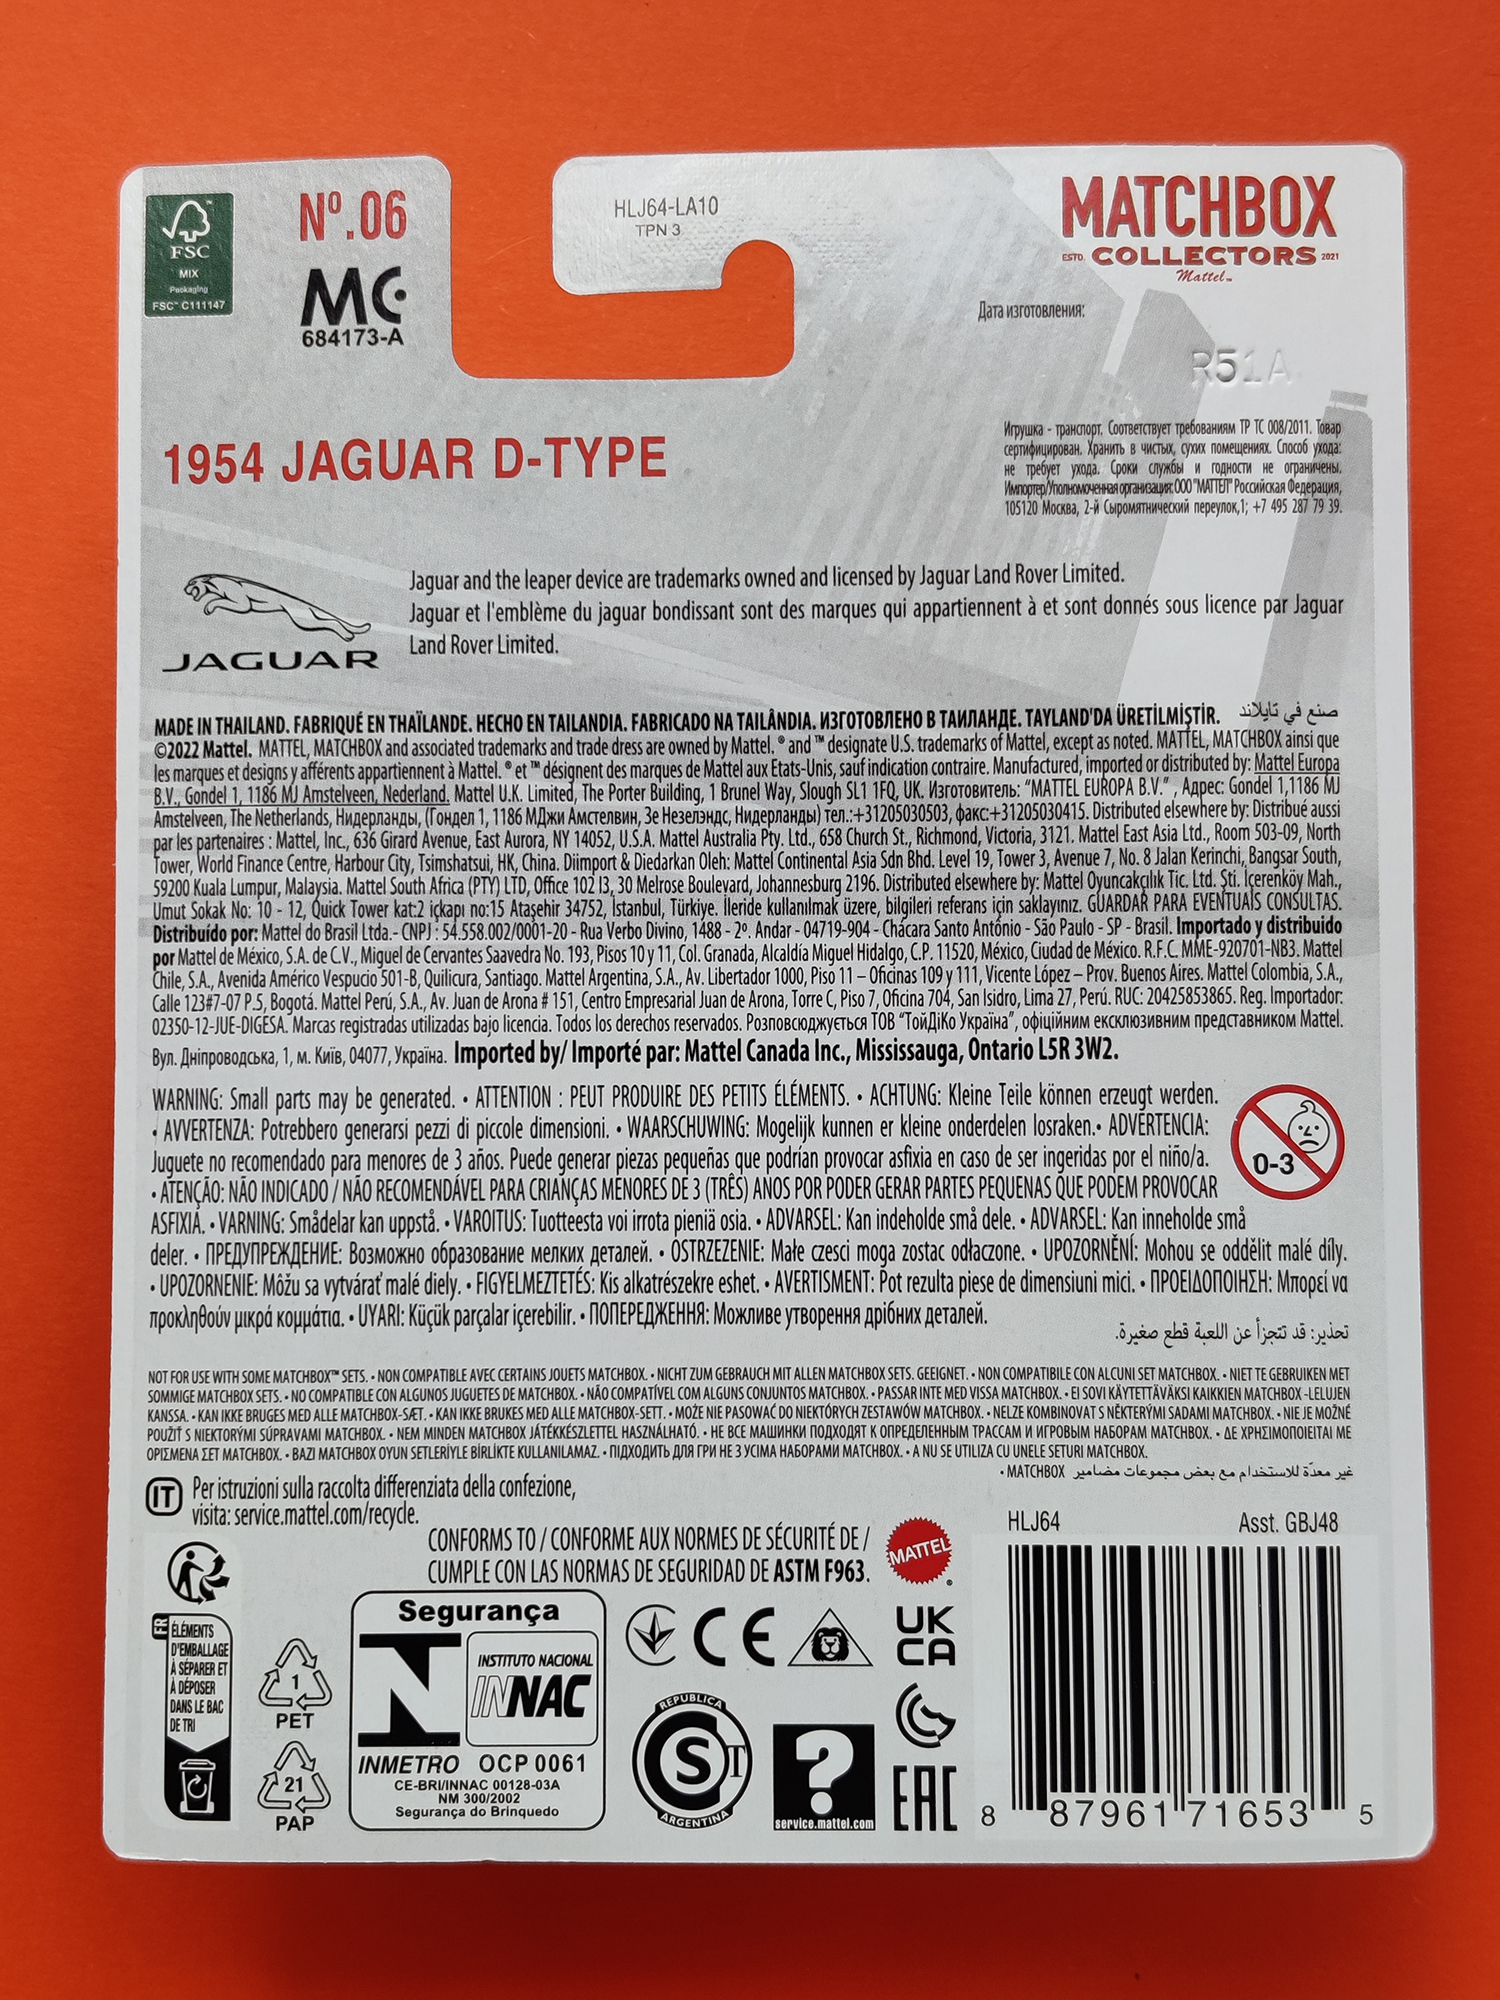 FSC
MIX
Packaging
FSC™ C111147
Nº.06
MC
684173-A
HLJ64-LA10
TPN 3
MATCHBOX
ESTD. COLLECTORS 2021
Mattel™
Дата изготовления:
R51A
1954 JAGUAR D-TYPE
Игрушка - транспорт. Соответствует требованиям ТР ТС 008/2011. Товар
сертифицирован. Хранить в чистых, сухих помещениях. Способ ухода:
не требует ухода. Сроки службы и годности не ограничены.
Импортер/Уполномоченная организация: ООО "МАТТЕЛ" Российская Федерация,
105120 Москва, 2-й Сыромятнический переулок,1; +7 495 287 79 39.
JAGUAR
Jaguar and the leaper device are trademarks owned and licensed by Jaguar Land Rover Limited.
Jaguar et l'emblème du jaguar bondissant sont des marques qui appartiennent à et sont donnés sous licence par Jaguar
Land Rover Limited.
MADE IN THAILAND. FABRIQUÉ EN THAÏLANDE. HECHO EN TAILANDIA. FABRICADO NA TAILÂNDIA. ИЗГОТОВЛЕНО В ТАИЛАНДЕ. TAYLAND'DA ÜRETİLMİŞTİR. صنع في تايلاند
©2022 Mattel. MATTEL, MATCHBOX and associated trademarks and trade dress are owned by Mattel. ® and ™ designate U.S. trademarks of Mattel, except as noted. MATTEL, MATCHBOX ainsi que
les marques et designs y afférents appartiennent à Mattel. ® et ™ désignent des marques de Mattel aux Etats-Unis, sauf indication contraire. Manufactured, imported or distributed by: Mattel Europa
B.V., Gondel 1, 1186 MJ Amstelveen, Nederland. Mattel U.K. Limited, The Porter Building, 1 Brunel Way, Slough SL1 1FQ, UK. Изготовитель: "MATTEL EUROPA B.V." , Адрес: Gondel 1,1186 MJ
Amstelveen, The Netherlands, Нидерланды, (Гондел 1, 1186 МДжи Амстелвин, Зе Незелэндс, Нидерланды) тел.:+31205030503, факс:+31205030415. Distributed elsewhere by: Distribué aussi
par les partenaires : Mattel, Inc., 636 Girard Avenue, East Aurora, NY 14052, U.S.A. Mattel Australia Pty. Ltd., 658 Church St., Richmond, Victoria, 3121. Mattel East Asia Ltd., Room 503-09, North
Tower, World Finance Centre, Harbour City, Tsimshatsui, HK, China. Diimport & Diedarkan Oleh: Mattel Continental Asia Sdn Bhd. Level 19, Tower 3, Avenue 7, No. 8 Jalan Kerinchi, Bangsar South,
59200 Kuala Lumpur, Malaysia. Mattel South Africa (PTY) LTD, Office 102 I3, 30 Melrose Boulevard, Johannesburg 2196. Distributed elsewhere by: Mattel Oyuncakçılık Tic. Ltd. Şti. İçerenköy Mah.,
Umut Sokak No: 10 - 12, Quick Tower kat:2 içkapı no:15 Ataşehir 34752, İstanbul, Türkiye. İleride kullanılmak üzere, bilgileri referans için saklayınız. GUARDAR PARA EVENTUAIS CONSULTAS.
Distribuído por: Mattel do Brasil Ltda.- CNPJ : 54.558.002/0001-20 - Rua Verbo Divino, 1488 - 2º. Andar - 04719-904 - Chácara Santo Antônio - São Paulo - SP - Brasil. Importado y distribuido
por Mattel de México, S.A. de C.V., Miguel de Cervantes Saavedra No. 193, Pisos 10 y 11, Col. Granada, Alcaldía Miguel Hidalgo, C.P. 11520, México, Ciudad de México. R.F.C. MME-920701-NB3. Mattel
Chile, S.A., Avenida Américo Vespucio 501-B, Quilicura, Santiago. Mattel Argentina, S.A., Av. Libertador 1000, Piso 11 – Oficinas 109 y 111, Vicente López – Prov. Buenos Aires. Mattel Colombia, S.A.,
Calle 123#7-07 P.5, Bogotá. Mattel Perú, S.A., Av. Juan de Arona # 151, Centro Empresarial Juan de Arona, Torre C, Piso 7, Oficina 704, San Isidro, Lima 27, Perú. RUC: 20425853865. Reg. Importador:
02350-12-JUE-DIGESA. Marcas registradas utilizadas bajo licencia. Todos los derechos reservados. Розповсюджується ТОВ "ТойДіКо Україна", офіційним ексклюзивним представником Mattel.
Вул. Дніпроводська, 1, м. Київ, 04077, Україна. Imported by/ Importé par: Mattel Canada Inc., Mississauga, Ontario L5R 3W2.
WARNING: Small parts may be generated. • ATTENTION : PEUT PRODUIRE DES PETITS ÉLÉMENTS. • ACHTUNG: Kleine Teile können erzeugt werden.
• AVVERTENZA: Potrebbero generarsi pezzi di piccole dimensioni. • WAARSCHUWING: Mogelijk kunnen er kleine onderdelen losraken.• ADVERTENCIA:
Juguete no recomendado para menores de 3 años. Puede generar piezas pequeñas que podrían provocar asfixia en caso de ser ingeridas por el niño/a.
• ATENÇÃO: NÃO INDICADO / NÃO RECOMENDÁVEL PARA CRIANÇAS MENORES DE 3 (TRÊS) ANOS POR PODER GERAR PARTES PEQUENAS QUE PODEM PROVOCAR
ASFIXIA. • VARNING: Smådelar kan uppstå. • VAROITUS: Tuotteesta voi irrota pieniä osia. • ADVARSEL: Kan indeholde små dele. • ADVARSEL: Kan inneholde små
deler. • ПРЕДУПРЕЖДЕНИЕ: Возможно образование мелких деталей. • OSTRZEZENIE: Małe czesci moga zostac odłaczone. • UPOZORNĚNÍ: Mohou se oddělit malé díly.
• UPOZORNENIE: Môžu sa vytvárať malé diely. • FIGYELMEZTETÉS: Kis alkatrészekre eshet. • AVERTISMENT: Pot rezulta piese de dimensiuni mici. • ΠΡΟΕΙΔΟΠΟΙΗΣΗ: Μπορεί να
προκληθούν μικρά κομμάτια. • UYARI: Küçük parçalar içerebilir. • ПОПЕРЕДЖЕННЯ: Можливе утворення дрібних деталей.
تحذير: قد تتجزأ عن اللعبة قطع صغيرة.
0-3
NOT FOR USE WITH SOME MATCHBOX™ SETS. • NON COMPATIBLE AVEC CERTAINS JOUETS MATCHBOX. • NICHT ZUM GEBRAUCH MIT ALLEN MATCHBOX SETS. GEEIGNET. • NON COMPATIBILE CON ALCUNI SET MATCHBOX. • NIET TE GEBRUIKEN MET
SOMMIGE MATCHBOX SETS. • NO COMPATIBLE CON ALGUNOS JUGUETES DE MATCHBOX. • NÃO COMPATÍVEL COM ALGUNS CONJUNTOS MATCHBOX. • PASSAR INTE MED VISSA MATCHBOX. • EI SOVI KÄYTETTÄVÄKSI KAIKKIEN MATCHBOX -LELUJEN
KANSSA. • KAN IKKE BRUGES MED ALLE MATCHBOX-SÆT. • KAN IKKE BRUKES MED ALLE MATCHBOX-SETT. • MOŻE NIE PASOWAĆ DO NIEKTÓRYCH ZESTAWÓW MATCHBOX. • NELZE KOMBINOVAT S NĚKTERÝMI SADAMI MATCHBOX. • NIE JE MOŽNÉ
POUŽIŤ S NIEKTORÝMI SÚPRAVAMI MATCHBOX. • NEM MINDEN MATCHBOX JÁTÉKKÉSZLETTEL HASZNÁLHATÓ. • НЕ ВСЕ МАШИНКИ ПОДХОДЯТ К ОПРЕДЕЛЕННЫМ ТРАССАМ И ИГРОВЫМ НАБОРАМ MATCHBOX. • ΔΕ ΧΡΗΣΙΜΟΠΟΙΕΙΤΑΙ ΜΕ
ΟΡΙΣΜΕΝΑ ΣΕΤ MATCHBOX. • BAZI MATCHBOX OYUN SETLERİYLE BİRLİKTE KULLANILAMAZ. • ПІДХОДИТЬ ДЛЯ ГРИ НЕ З УСІМА НАБОРАМИ MATCHBOX. • A NU SE UTILIZA CU UNELE SETURI MATCHBOX.
غير معدّة للاستخدام مع بعض مجموعات مضامير MATCHBOX •
IT Per istruzioni sulla raccolta differenziata della confezione,
visita: service.mattel.com/recycle.
CONFORMS TO / CONFORME AUX NORMES DE SÉCURITÉ DE /
CUMPLE CON LAS NORMAS DE SEGURIDAD DE ASTM F963.
MATTEL
HLJ64 Asst. GBJ48
FR
ÉLÉMENTS
D'EMBALLAGE
À SÉPARER ET
À DÉPOSER
DANS LE BAC
DE TRI
1
PET
21
PAP
Segurança
INSTITUTO NACIONAL
INNAC
INMETRO OCP 0061
CE-BRI/INNAC 00128-03A
NM 300/2002
Segurança do Brinquedo
CE
UK
CA
REPUBLICA
S T
ARGENTINA
?
service.mattel.com
EAC
8 87961 71653 5